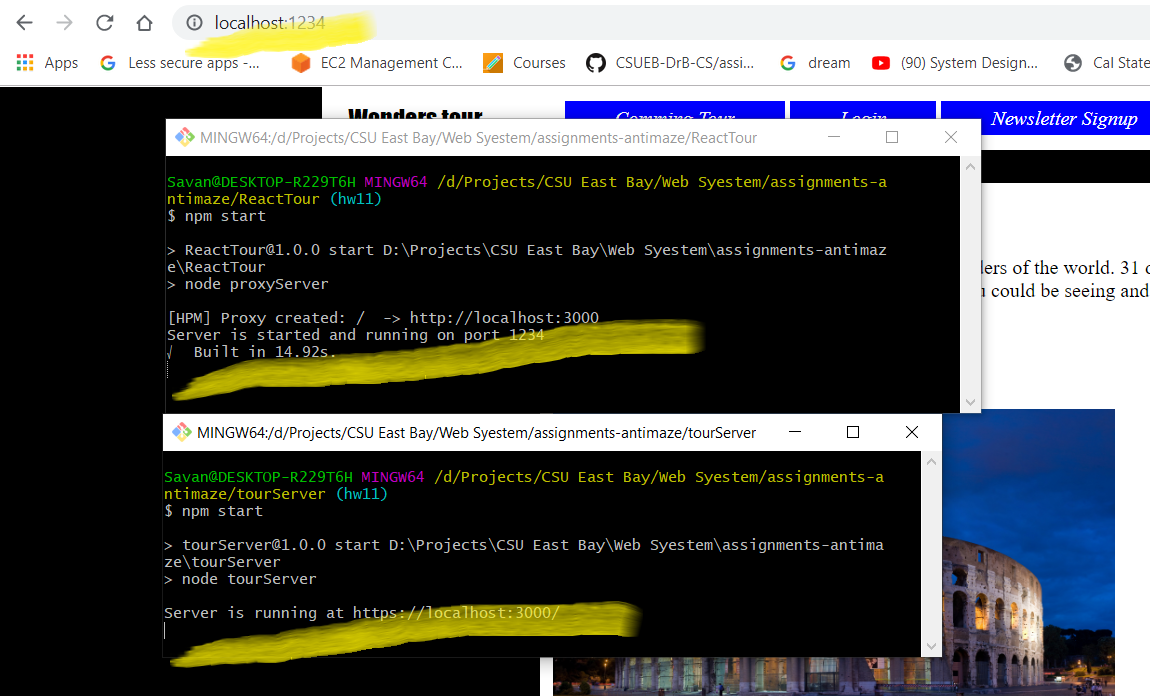 localhost:1234
Apps Less secure apps -... EC2 Management C... Courses CSUEB-DrB-CS/assi... dream (90) System Design... Cal State
Wonders tour Comming Tour Login Newsletter Signup
MINGW64:/d/Projects/CSU East Bay/Web Syestem/assignments-antimaze/ReactTour
Savan@DESKTOP-R229T6H MINGW64 /d/Projects/CSU East Bay/Web Syestem/assignments-a
ntimaze/ReactTour (hw11)
$ npm start
> ReactTour@1.0.0 start D:\Projects\CSU East Bay\Web Syestem\assignments-antimaz
e\ReactTour
> node proxyServer
[HPM] Proxy created: /  -> http://localhost:3000
Server is started and running on port 1234
√  Built in 14.92s.
ders of the world. 31
could be seeing and
MINGW64:/d/Projects/CSU East Bay/Web Syestem/assignments-antimaze/tourServer
Savan@DESKTOP-R229T6H MINGW64 /d/Projects/CSU East Bay/Web Syestem/assignments-a
ntimaze/tourServer (hw11)
$ npm start
> tourServer@1.0.0 start D:\Projects\CSU East Bay\Web Syestem\assignments-antima
ze\tourServer
> node tourServer
Server is running at https://localhost:3000/